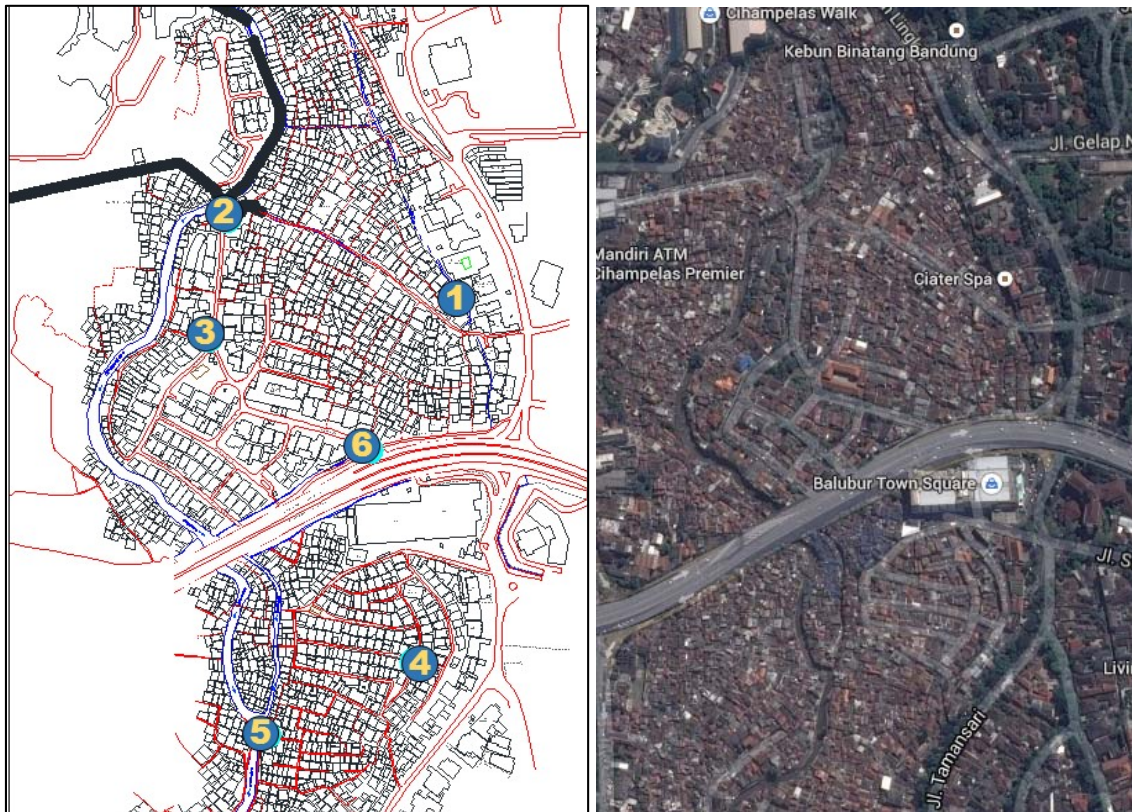 1
2
3
4
5
6
Cihampelas Walk
Kebun Binatang Bandung
Jl. Gelap N
Mandiri ATM
Cihampelas Premier
Ciater Spa
Balubur Town Square
Jl. S
Livin
Jl. Tamansari